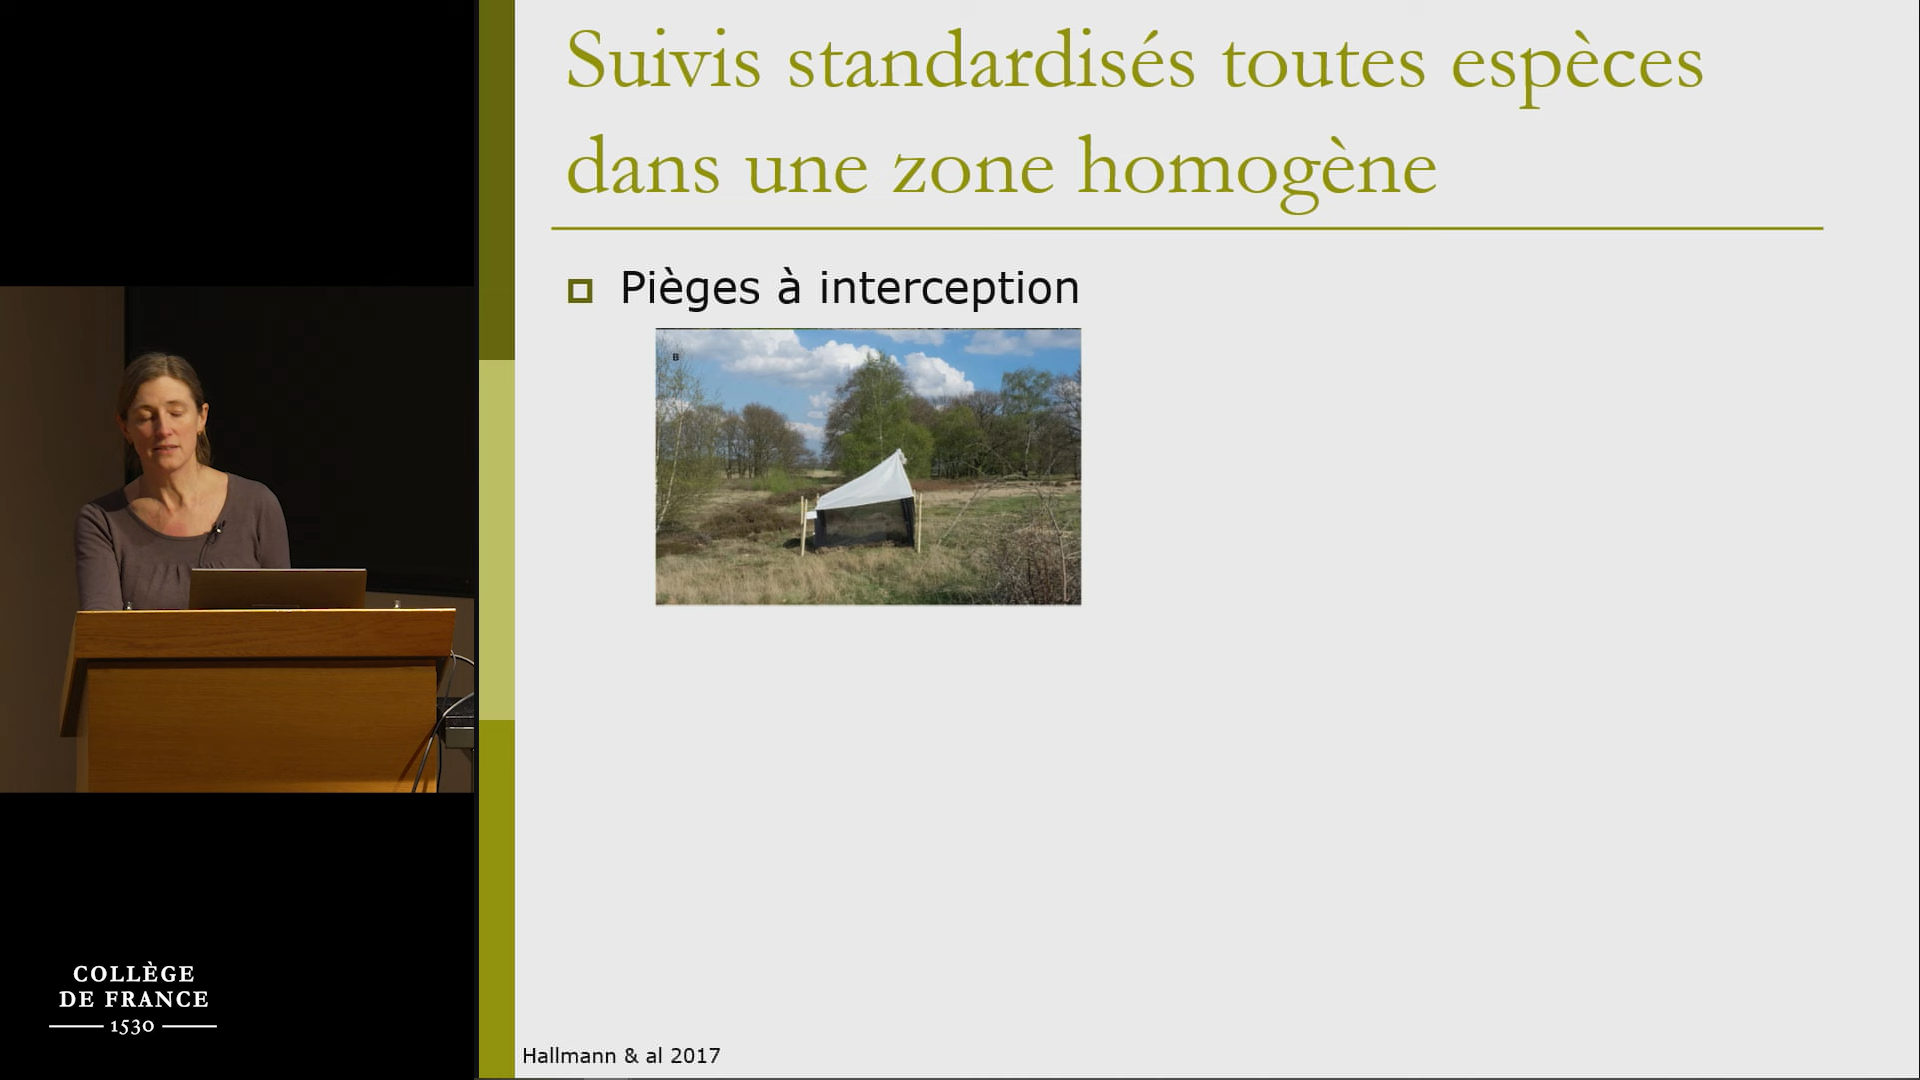 Suivis standardisés toutes espèces
dans une zone homogène
Pièges à interception
B
COLLÈGE
DE FRANCE
1530
Hallmann & al 2017